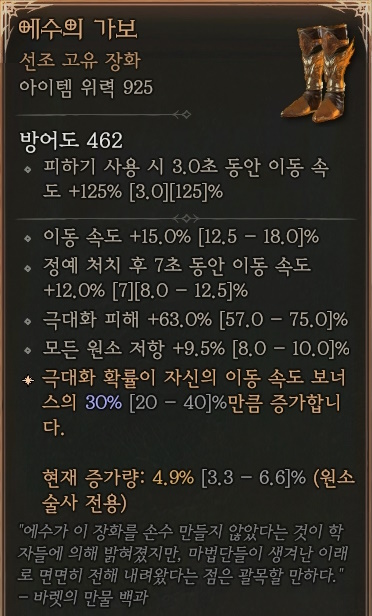 에수의 가보
선조 고유 장화
아이템 위력 925
방어도 462
피하기 사용 시 3.0초 동안 이동 속
도 +125% [3.0][125]%
이동 속도 +15.0% [12.5 – 18.0]%
정예 처치 후 7초 동안 이동 속도
+12.0% [7][8.0 – 12.5]%
극대화 피해 +63.0% [57.0 – 75.0]%
모든 원소 저항 +9.5% [8.0 – 10.0]%
극대화 확률이 자신의 이동 속도 보너
스의 30% [20 – 40]%만큼 증가합니
다.
현재 증가량: 4.9% [3.3 – 6.6]% (원소
술사 전용)
"에수가 이 장화를 손수 만들지 않았다는 것이 학
자들에 의해 밝혀졌지만, 마법단들이 생겨난 이래
로 면면히 전해 내려왔다는 점은 괄목할 만하다."
– 바렛의 만물 백과